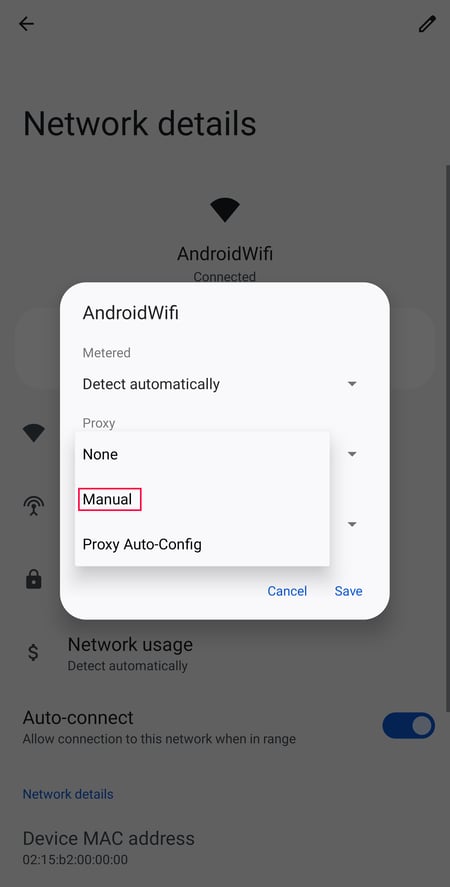 Network details
AndroidWifi
Connected
AndroidWifi
Metered
Detect automatically
Proxy
None
Manual
Proxy Auto-Config
Cancel Save
$
Network usage
Detect automatically
Auto-connect
Allow connection to this network when in range
Network details
Device MAC address
02:15:b2:00:00:00